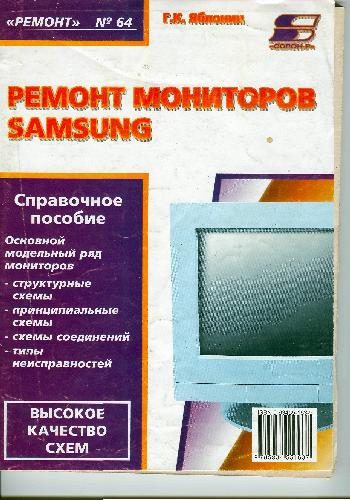 «РЕМОНТ» № 64
Г.К. Яблонин
«СОЛОН-Р»
РЕМОНТ МОНИТОРОВ
SAMSUNG
Справочное
пособие
Основной
модельный ряд
мониторов
- структурные
схемы
- принципиальные
схемы
- схемы соединений
- типы
неисправностей
ВЫСОКОЕ
КАЧЕСТВО
СХЕМ